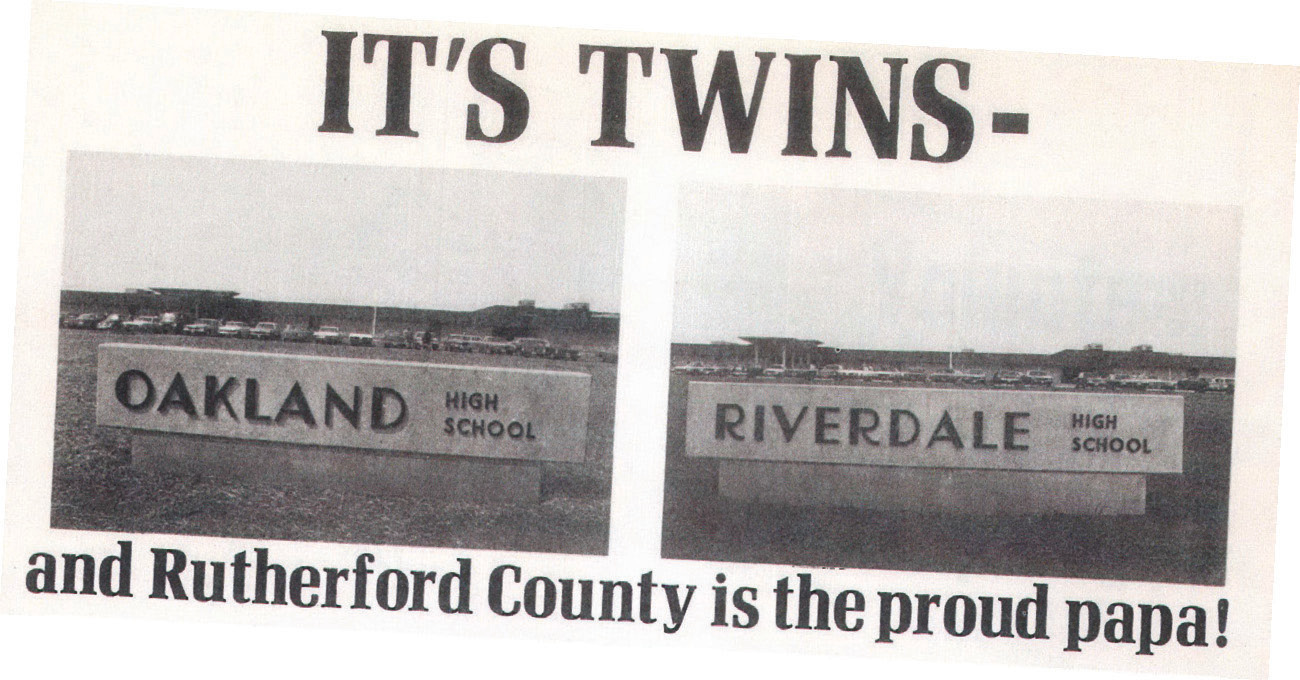 IT'S TWINS-
OAKLAND
HIGH
SCHOOL
RIVERDALE
HIGH
SCHOOL
and Rutherford County is the proud papa!